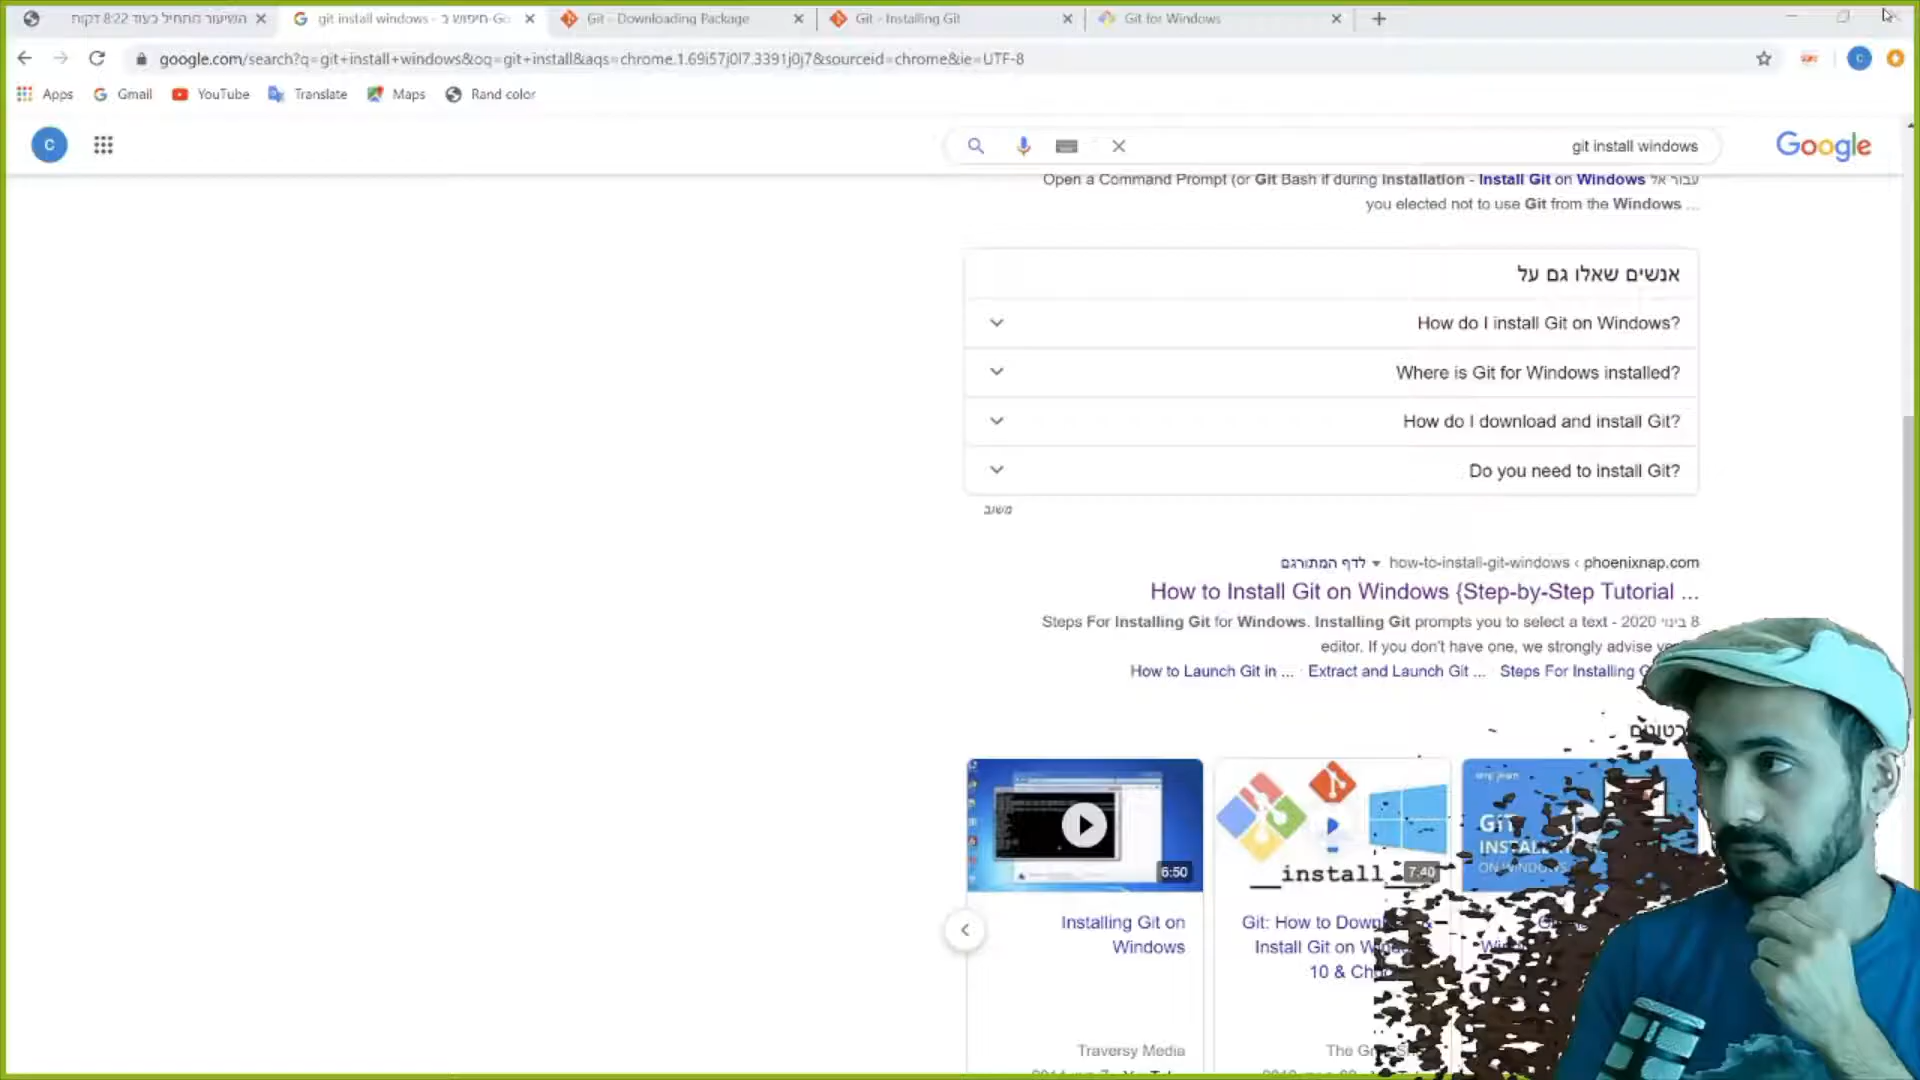 השיעור מתחיל בעוד 8:22 דקות
git install windows - חיפוש ב-Go
Git - Downloading Package
Git - Installing Git
Git for Windows
google.com/search?q=git+install+windows&oq=git+install&aqs=chrome.1.69i57j0l7.3391j0j7&sourceid=chrome&ie=UTF-8
Apps
Gmail
YouTube
Translate
Maps
Rand color
C
git install windows
Google
עבור אל Install Git on Windows - Open a Command Prompt (or Git Bash if during installation
you elected not to use Git from the Windows ...
אנשים שאלו גם על
How do I install Git on Windows?
Where is Git for Windows installed?
How do I download and install Git?
Do you need to install Git?
משוב
phoenixnap.com › how-to-install-git-windows ▾ לדף המתורגם
How to Install Git on Windows {Step-by-Step Tutorial ...
8 בינו׳ 2020 - Steps For Installing Git for Windows. Installing Git prompts you to select a text
editor. If you don't have one, we strongly advise
How to Launch Git in ... · Extract and Launch Git ... · Steps For Installing
6:50
__install_
7:40
GIT
INSTALL
ON WINDOWS
Installing Git on
Windows
Git: How to
Install Git on
10 &
Traversy Media
The